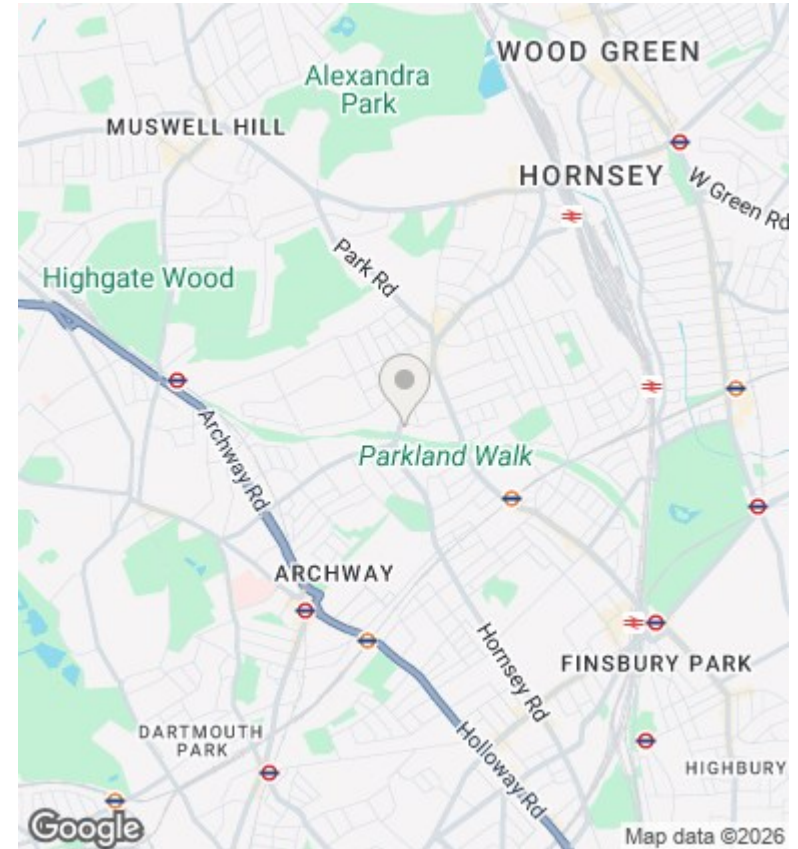 WOOD GREEN
Alexandra
Park
MUSWELL HILL
HORNSEY
W Green Rd
Park Rd
Highgate Wood
Archway Rd
Parkland Walk
ARCHWAY
Hornsey Rd
FINSBURY PARK
DARTMOUTH
PARK
Holloway Rd
HIGHBURY
Google
Map data ©2026